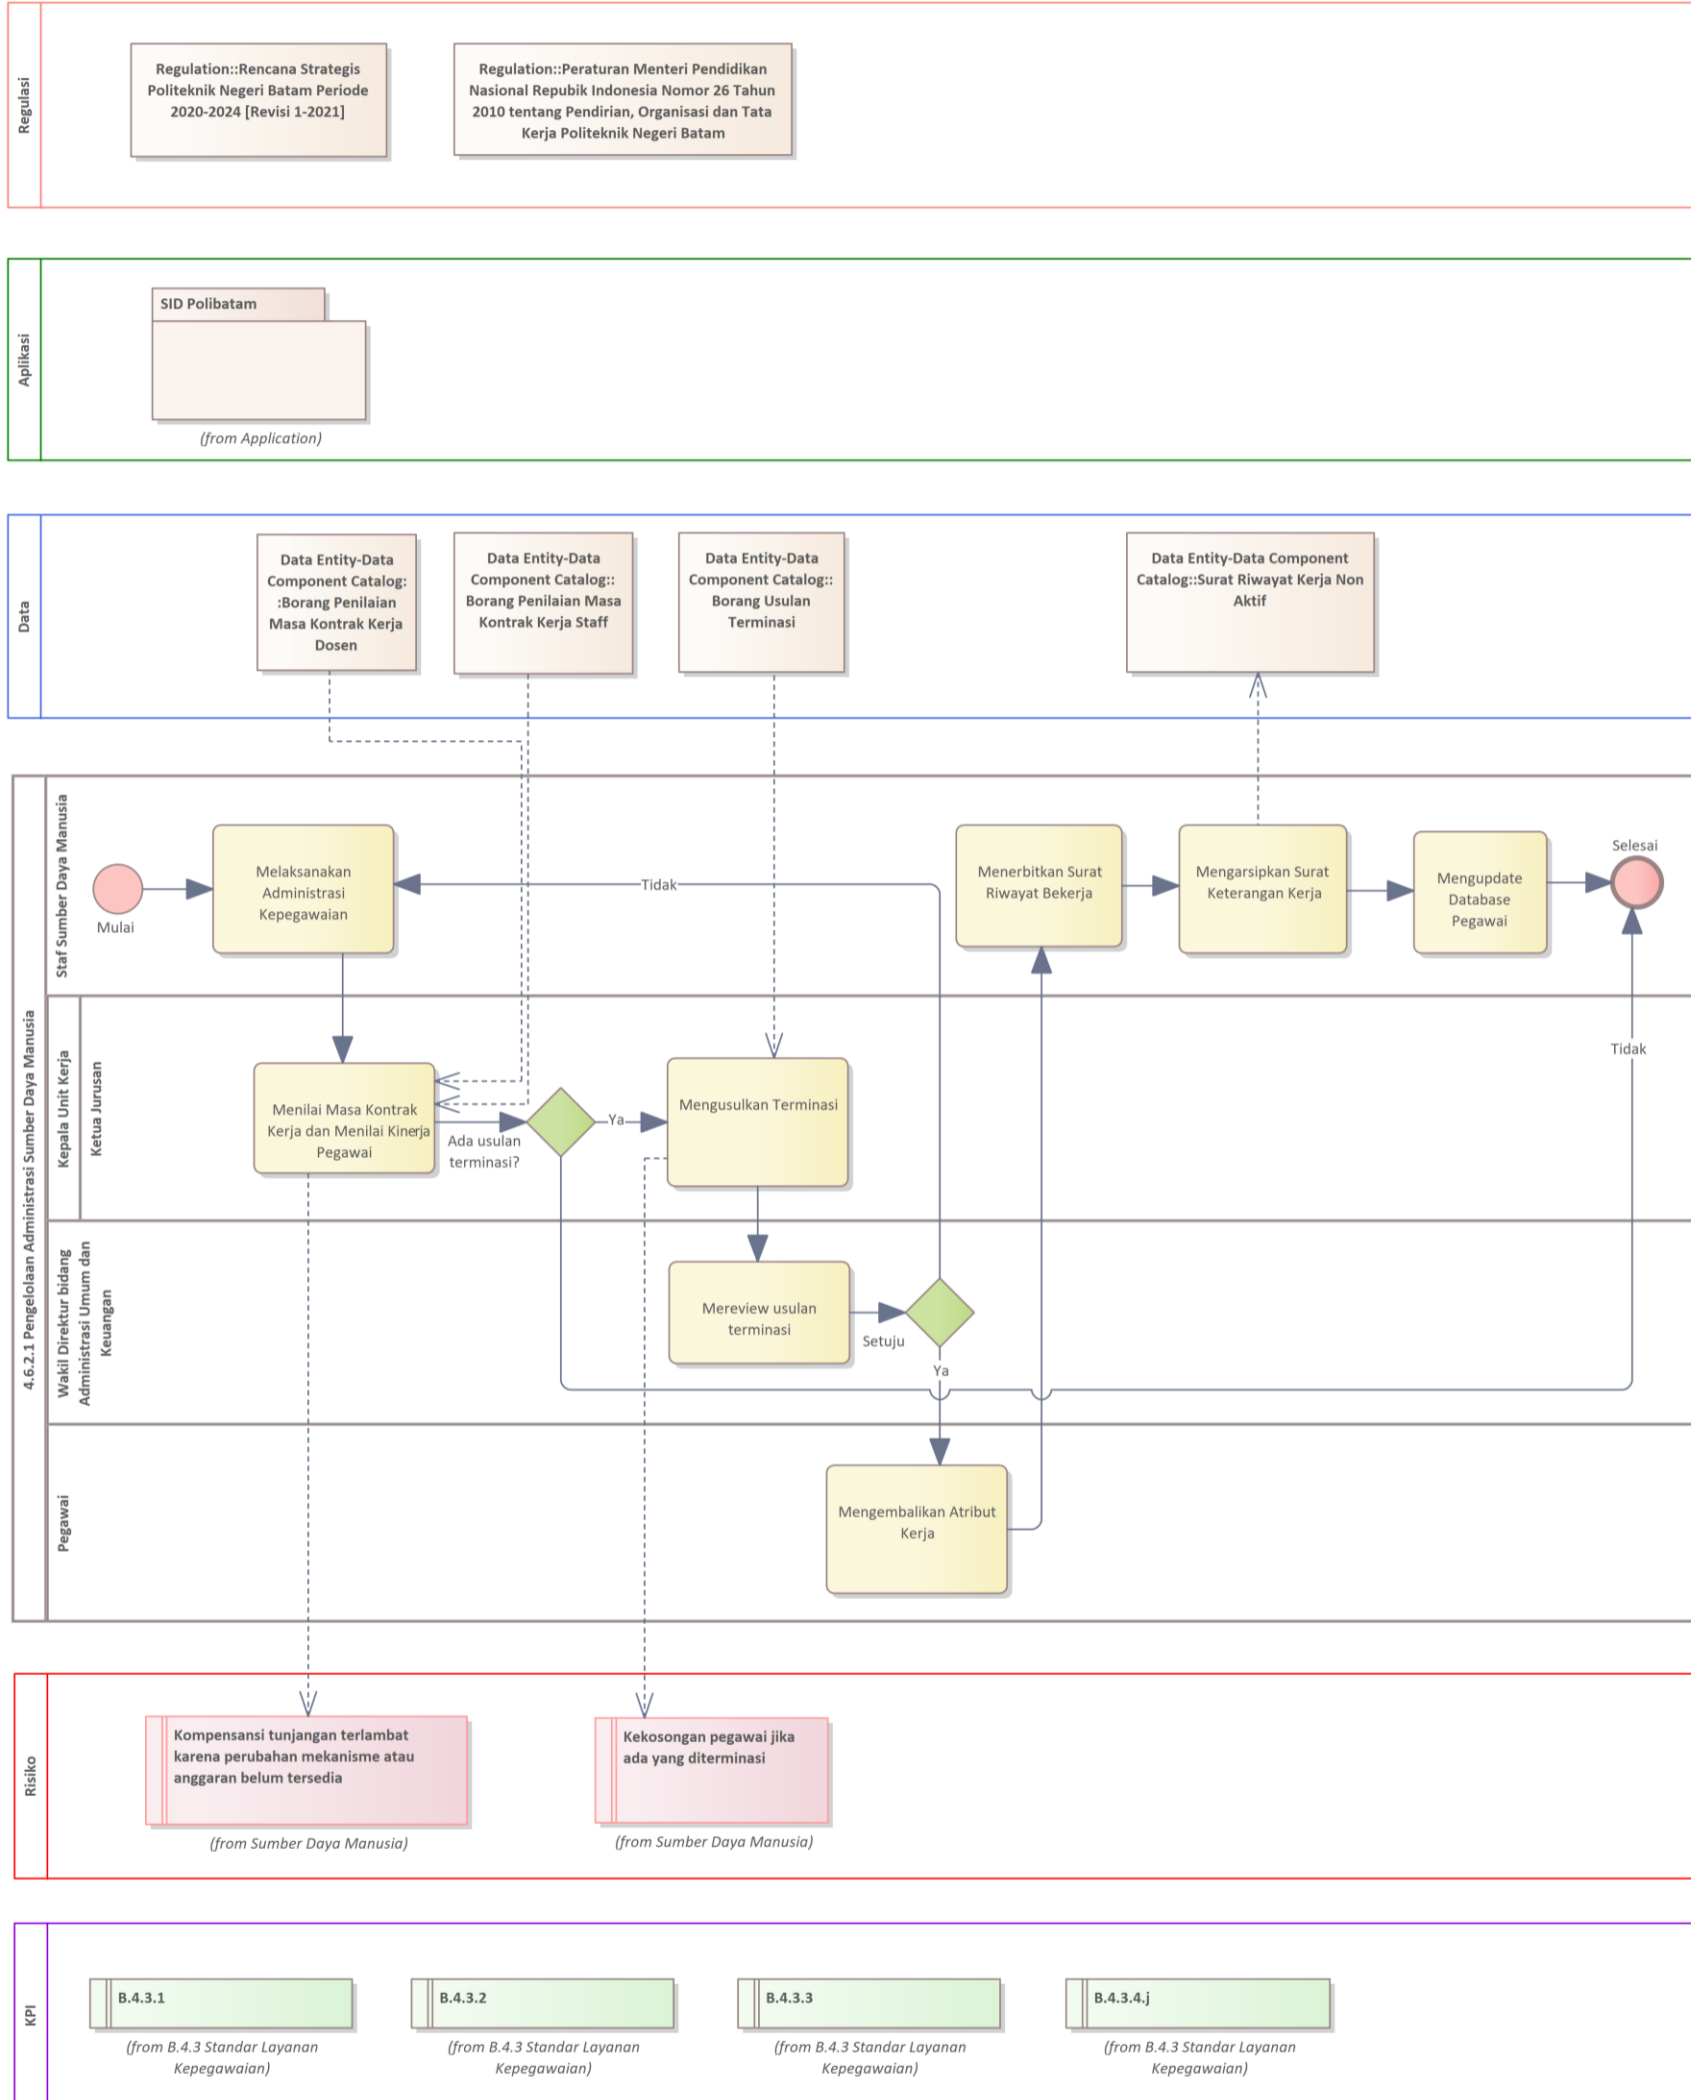 Regulasi
Regulation::Rencana Strategis
Politeknik Negeri Batam Periode
2020-2024 [Revisi 1-2021]
Regulation::Peraturan Menteri Pendidikan
Nasional Repubik Indonesia Nomor 26 Tahun
2010 tentang Pendirian, Organisasi dan Tata
Kerja Politeknik Negeri Batam
Aplikasi
SID Polibatam
(from Application)
Data
Data Entity-Data
Component Catalog:
:Borang Penilaian
Masa Kontrak Kerja
Dosen
Data Entity-Data
Component Catalog::
Borang Penilaian Masa
Kontrak Kerja Staff
Data Entity-Data
Component Catalog::
Borang Usulan
Terminasi
Data Entity-Data Component
Catalog::Surat Riwayat Kerja Non
Aktif
4.6.2.1 Pengelolaan Administrasi Sumber Daya Manusia
Staf Sumber Daya Manusia
Mulai
Melaksanakan
Administrasi
Kepegawaian
Tidak
Menerbitkan Surat
Riwayat Bekerja
Mengarsipkan Surat
Keterangan Kerja
Mengupdate
Database
Pegawai
Selesai
Kepala Unit Kerja
Ketua Jurusan
Menilai Masa Kontrak
Kerja dan Menilai Kinerja
Pegawai
Ada usulan
terminasi?
Ya
Mengusulkan Terminasi
Tidak
Wakil Direktur bidang
Administrasi Umum dan
Keuangan
Mereview usulan
terminasi
Setuju
Ya
Pegawai
Mengembalikan Atribut
Kerja
Risiko
Kompensansi tunjangan terlambat
karena perubahan mekanisme atau
anggaran belum tersedia
(from Sumber Daya Manusia)
Kekosongan pegawai jika
ada yang diterminasi
(from Sumber Daya Manusia)
KPI
B.4.3.1
(from B.4.3 Standar Layanan
Kepegawaian)
B.4.3.2
(from B.4.3 Standar Layanan
Kepegawaian)
B.4.3.3
(from B.4.3 Standar Layanan
Kepegawaian)
B.4.3.4.j
(from B.4.3 Standar Layanan
Kepegawaian)